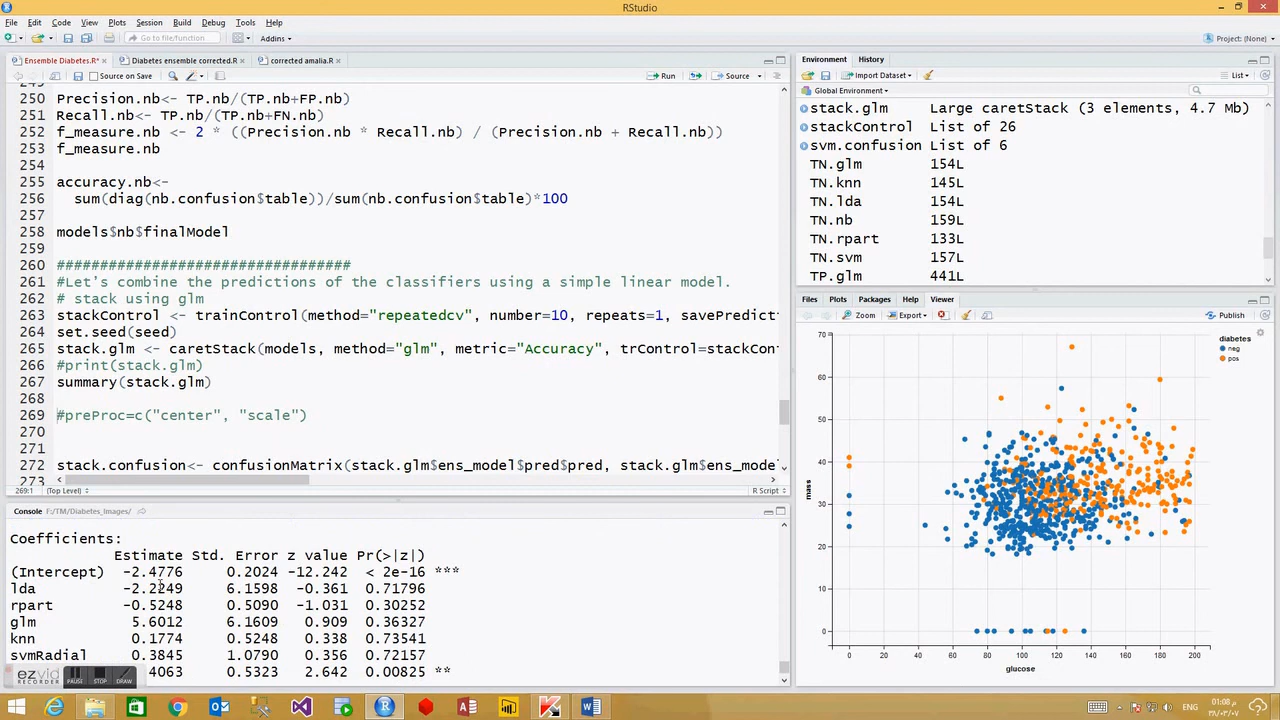 RStudio
File Edit Code View Plots Session Build Debug Tools Help
Go to file/function Addins Project: (None)
Ensemble Diabetes.R* Diabetes ensemble corrected.R corrected amalia.R
Source on Save Run Source
250 Precision.nb<- TP.nb/(TP.nb+FP.nb)
251 Recall.nb<- TP.nb/(TP.nb+FN.nb)
252 f_measure.nb <- 2 * ((Precision.nb * Recall.nb) / (Precision.nb + Recall.nb))
253 f_measure.nb
254
255 accuracy.nb<-
256 sum(diag(nb.confusion$table))/sum(nb.confusion$table)*100
257
258 models$nb$finalModel
259
260 ##################################
261 #Let's combine the predictions of the classifiers using a simple linear model.
262 # stack using glm
263 stackControl <- trainControl(method="repeatedcv", number=10, repeats=1, savePredict
264 set.seed(seed)
265 stack.glm <- caretStack(models, method="glm", metric="Accuracy", trControl=stackCont
266 #print(stack.glm)
267 summary(stack.glm)
268
269 #preProc=c("center", "scale")
270
271
272 stack.confusion<- confusionMatrix(stack.glm$ens_model$pred$pred, stack.glm$ens_mode
273
269:1 (Top Level) R Script
Console F:/TM/Diabetes_Images/
Coefficients:
Estimate Std. Error z value Pr(>|z|)
(Intercept) -2.4776 0.2024 -12.242 < 2e-16 ***
lda -2.2249 6.1598 -0.361 0.71796
rpart -0.5248 0.5090 -1.031 0.30252
glm 5.6012 6.1609 0.909 0.36327
knn 0.1774 0.5248 0.338 0.73541
svmRadial 0.3845 1.0790 0.356 0.72157
4063 0.5323 2.642 0.00825 **
ezvid
RECORDER
PAUSE STOP DRAW
Environment History
Import Dataset List
Global Environment
stack.glm Large caretStack (3 elements, 4.7 Mb)
stackControl List of 26
svm.confusion List of 6
TN.glm 154L
TN.knn 145L
TN.lda 154L
TN.nb 159L
TN.rpart 133L
TN.svm 157L
TP.glm 441L
Files Plots Packages Help Viewer
Zoom Export Publish
diabetes
neg
pos
70
60
50
40
30
20
10
0
mass
0 20 40 60 80 100 120 140 160 180 200
glucose
ENG
01:08